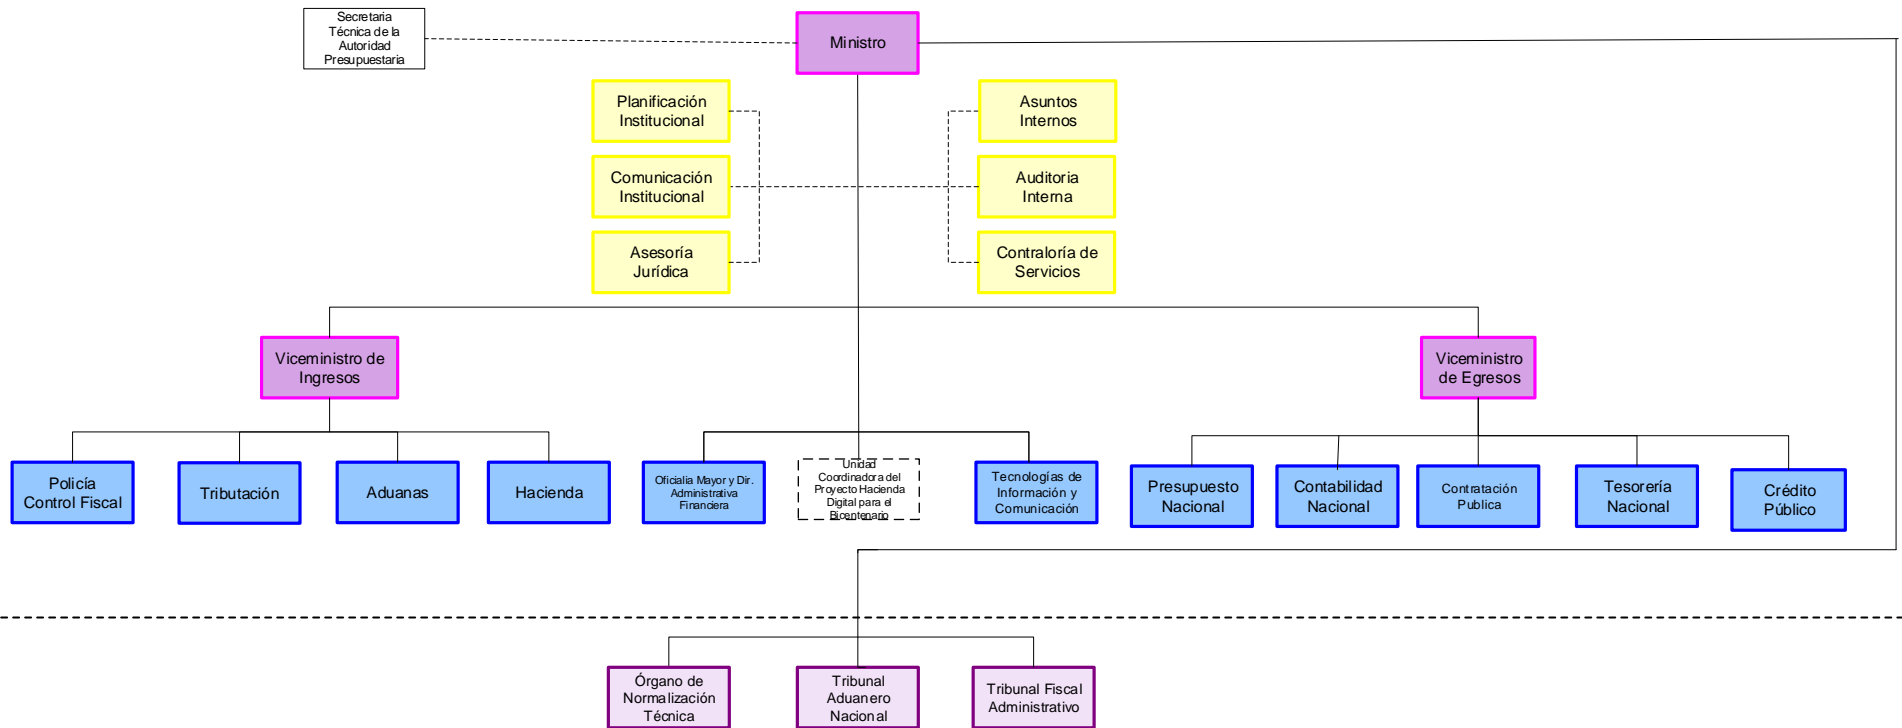 Secretaria
Técnica de la
Autoridad
Presupuestaria
Ministro
Planificación
Institucional
Asuntos
Internos
Comunicación
Institucional
Auditoria
Interna
Asesoría
Jurídica
Contraloría de
Servicios
Viceministro de
Ingresos
Viceministro
de Egresos
Policía
Control Fiscal
Tributación
Aduanas
Hacienda
Oficialia Mayor y Dir.
Administrativa
Financiera
Unidad
Coordinadora del
Proyecto Hacienda
Digital para el
Bicentenario
Tecnologías de
Información y
Comunicación
Presupuesto
Nacional
Contabilidad
Nacional
Contratación
Publica
Tesorería
Nacional
Crédito
Público
Órgano de
Normalización
Técnica
Tribunal
Aduanero
Nacional
Tribunal Fiscal
Administrativo